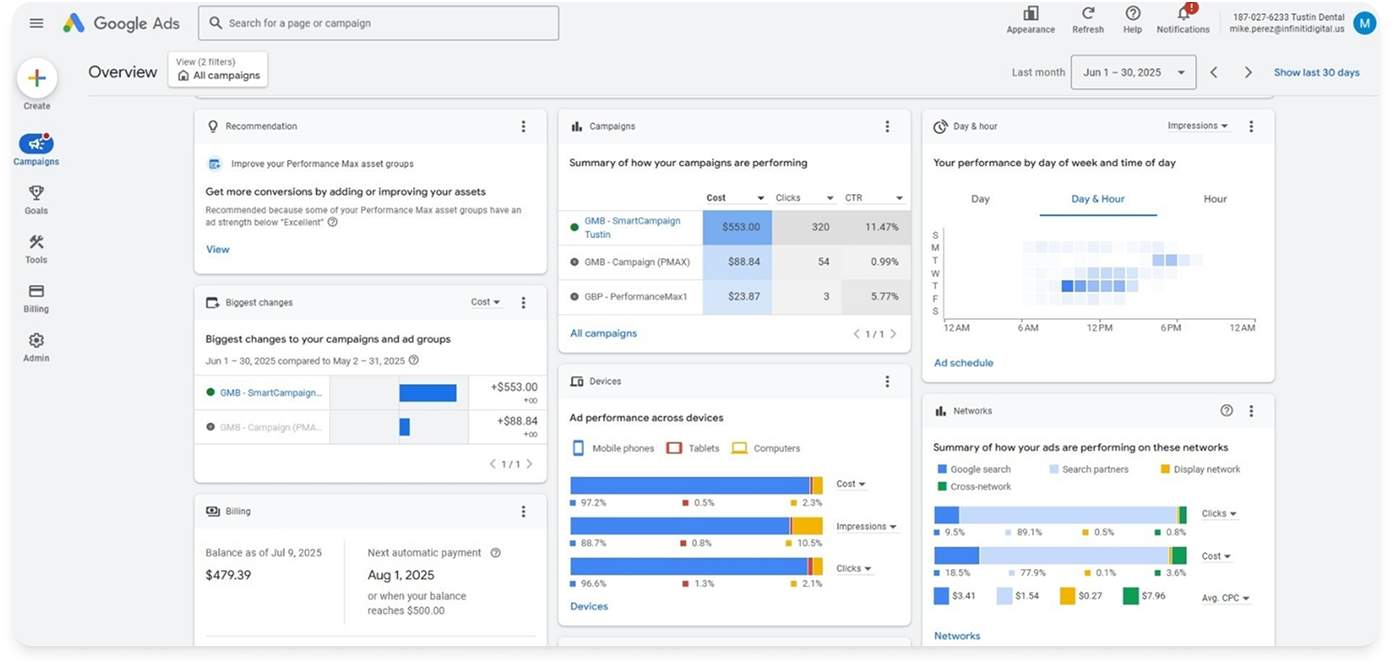 Google Ads
Search for a page or campaign
Appearance
Refresh
Help
!
Notifications
187-027-6233 Tustin Dental
mike.perez@infinitidigital.us
M
Create
Campaigns
Goals
Tools
Billing
Admin
Overview
View (2 filters)
All campaigns
Last month
Jun 1 – 30, 2025
Show last 30 days
Recommendation
Improve your Performance Max asset groups
Get more conversions by adding or improving your assets
Recommended because some of your Performance Max asset groups have an
ad strength below "Excellent"
View
Biggest changes
Cost
Biggest changes to your campaigns and ad groups
Jun 1 – 30, 2025 compared to May 2 – 31, 2025
GMB - SmartCampaign...
+$553.00
+∞
GMB - Campaign (PMA...
+$88.84
+∞
1 / 1
Billing
Balance as of Jul 9, 2025
$479.39
Next automatic payment
Aug 1, 2025
or when your balance
reaches $500.00
Campaigns
Summary of how your campaigns are performing
Cost Clicks CTR
GMB - SmartCampaign
Tustin
$553.00 320 11.47%
GMB - Campaign (PMAX) $88.84 54 0.99%
GBP - PerformanceMax1 $23.87 3 5.77%
All campaigns
1 / 1
Devices
Ad performance across devices
Mobile phones Tablets Computers
Cost
97.2% 0.5% 2.3%
Impressions
88.7% 0.8% 10.5%
Clicks
96.6% 1.3% 2.1%
Devices
Day & hour
Impressions
Your performance by day of week and time of day
Day Day & Hour Hour
S
M
T
W
T
F
S
12 AM 6 AM 12 PM 6 PM 12 AM
Ad schedule
Networks
Summary of how your ads are performing on these networks
Google search Search partners Display network
Cross-network
Clicks
9.5% 89.1% 0.5% 0.8%
Cost
18.5% 77.9% 0.1% 3.6%
$3.41 $1.54 $0.27 $7.96 Avg. CPC
Networks